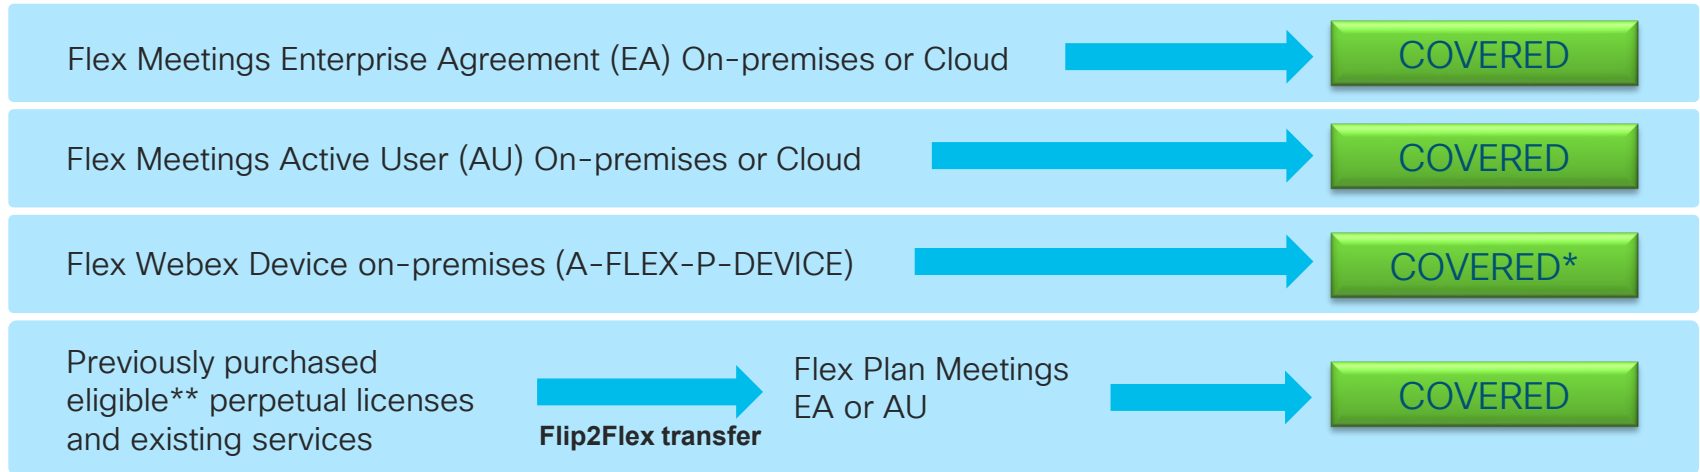 Flex Meetings Enterprise Agreement (EA) On-premises or Cloud
COVERED
Flex Meetings Active User (AU) On-premises or Cloud
COVERED
Flex Webex Device on-premises (A-FLEX-P-DEVICE)
COVERED*
Previously purchased
eligible** perpetual licenses
and existing services
Flip2Flex transfer
Flex Plan Meetings
EA or AU
COVERED